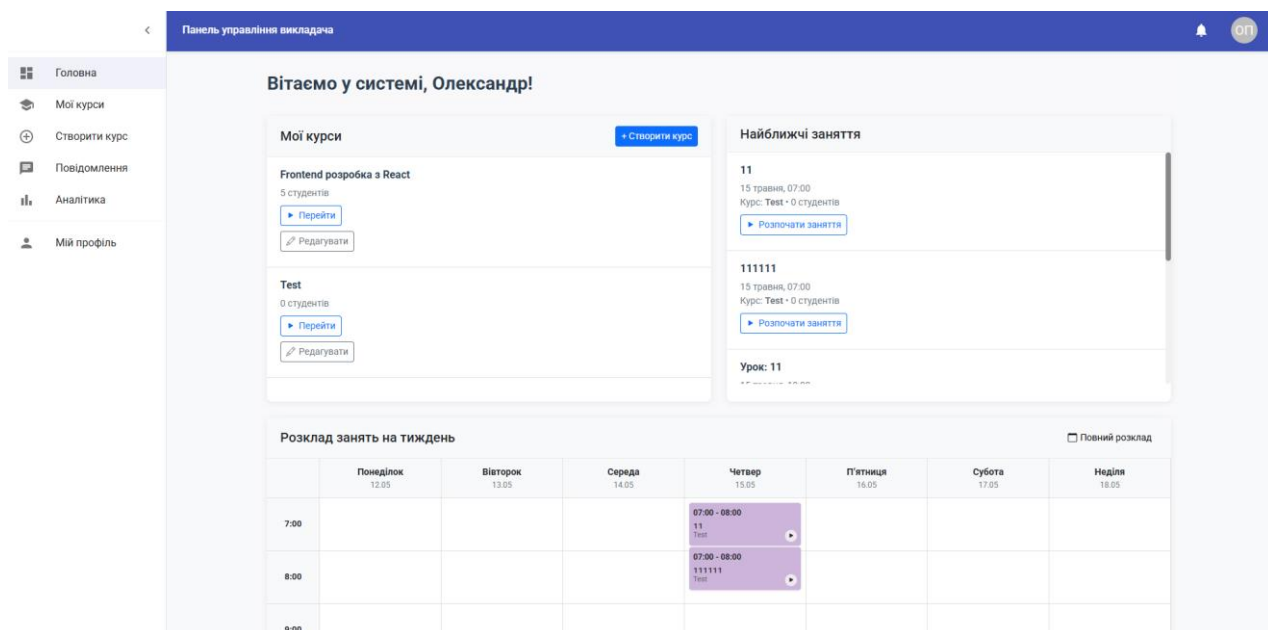 Панель управління викладача
ОП
Головна
Мої курси
Створити курс
Повідомлення
Аналітика
Мій профіль
Вітаємо у системі, Олександр!
Мої курси
+ Створити курс
Frontend розробка з React
5 студентів
Перейти
Редагувати
Test
0 студентів
Перейти
Редагувати
Найближчі заняття
11
15 травня, 07:00
Курс: Test • 0 студентів
Розпочати заняття
111111
15 травня, 07:00
Курс: Test • 0 студентів
Розпочати заняття
Урок: 11
Розклад занять на тиждень
Повний розклад
Понеділок Вівторок Середа Четвер П'ятниця Субота Неділя
12.05 13.05 14.05 15.05 16.05 17.05 18.05
7:00
07:00 - 08:00
11
Test
8:00
07:00 - 08:00
111111
Test
9:00